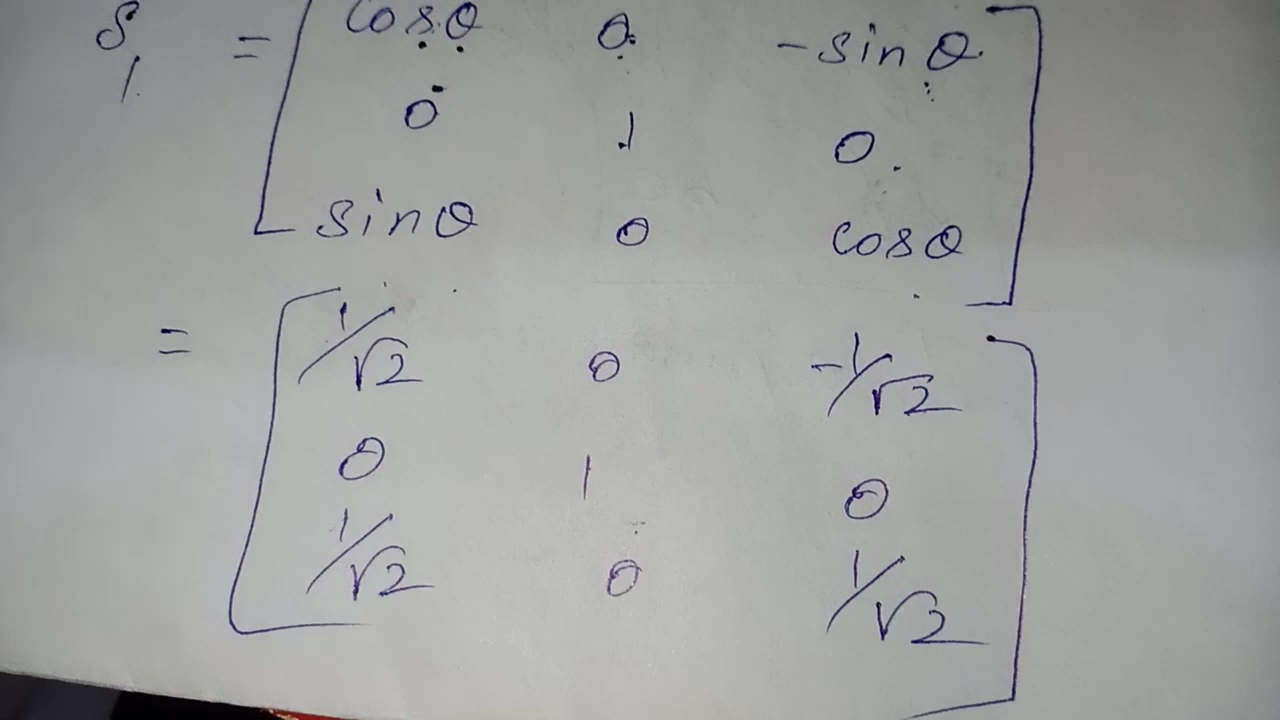 S₁ = [ cosθ 0 -sinθ
0 1 0
sinθ 0 cosθ ]
= [ 1/√2 0 -1/√2
0 1 0
1/√2 0 1/√2 ]